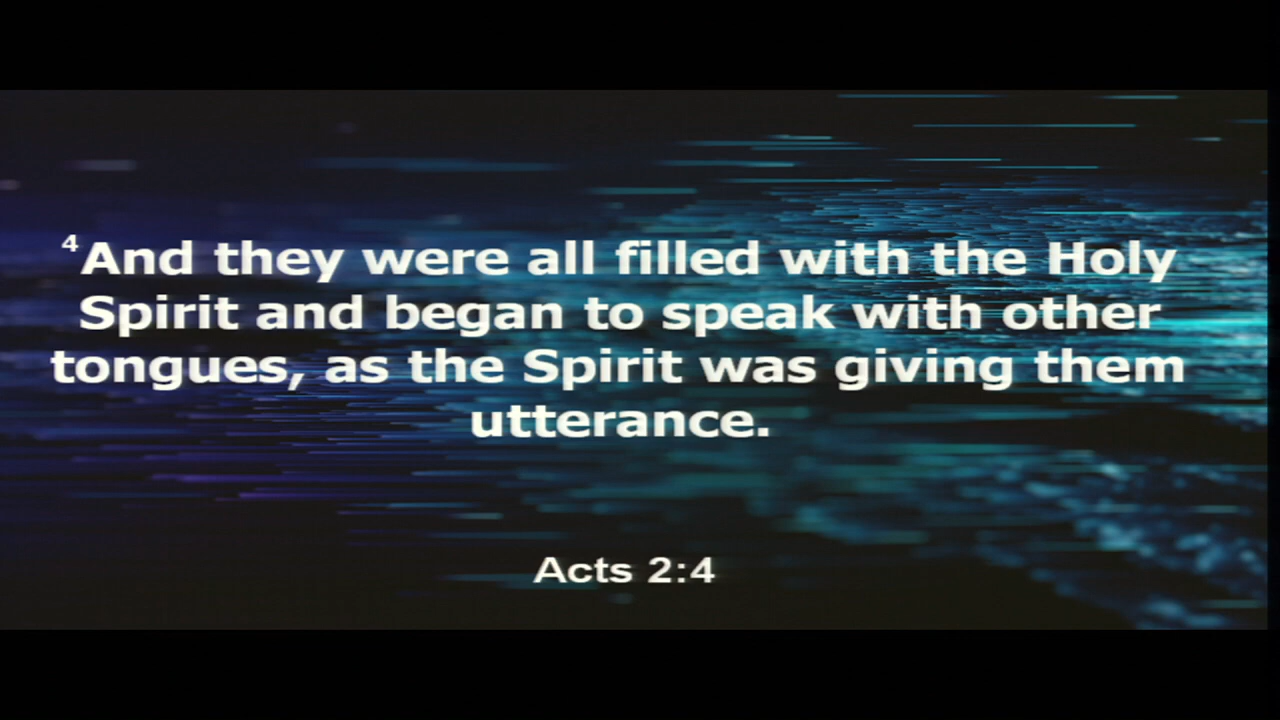 4And they were all filled with the Holy
Spirit and began to speak with other
tongues, as the Spirit was giving them
utterance.
Acts 2:4